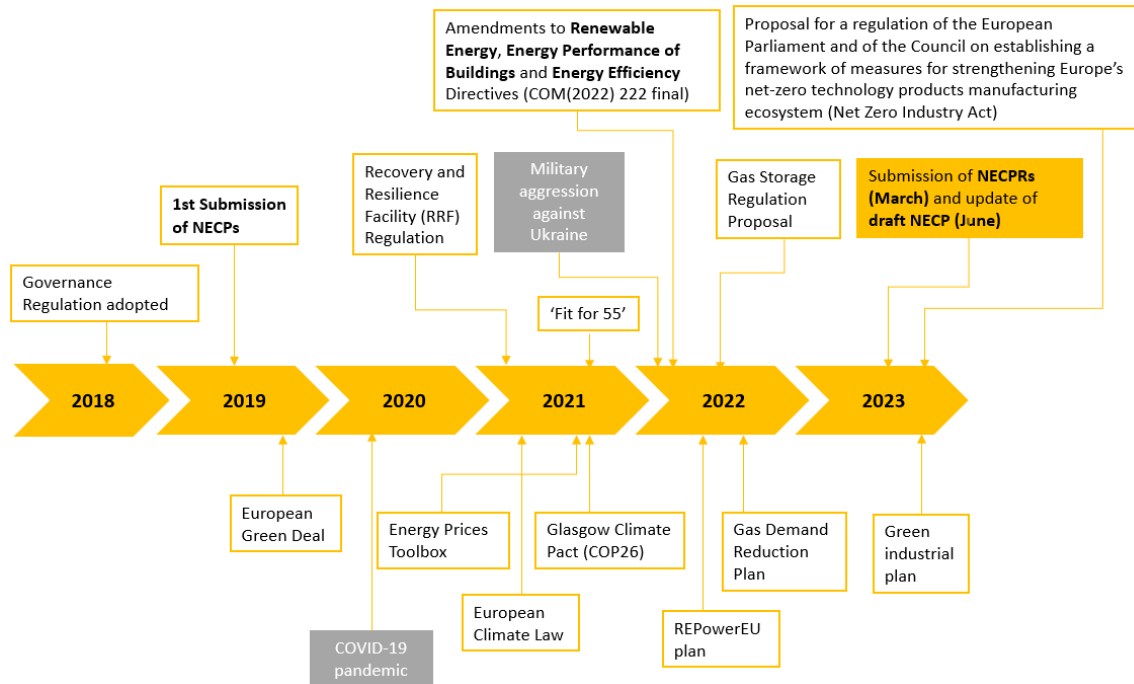 Amendments to Renewable
Energy, Energy Performance of
Buildings and Energy Efficiency
Directives (COM(2022) 222 final)
Proposal for a regulation of the European
Parliament and of the Council on establishing a
framework of measures for strengthening Europe's
net-zero technology products manufacturing
ecosystem (Net Zero Industry Act)
Recovery and
Resilience
Facility (RRF)
Regulation
Military
aggression
against
Ukraine
Gas Storage
Regulation
Proposal
Submission of NECPRs
(March) and update of
draft NECP (June)
1st Submission
of NECPs
Governance
Regulation adopted
'Fit for 55'
2018
2019
2020
2021
2022
2023
European
Green Deal
Energy Prices
Toolbox
Glasgow Climate
Pact (COP26)
Gas Demand
Reduction
Plan
Green
industrial
plan
European
Climate Law
REPowerEU
plan
COVID-19
pandemic